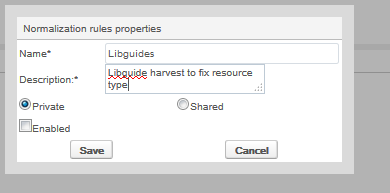 Normalization rules properties
Name* Libguides
Description:* Libguide harvest to fix resource
type
Private Shared
Enabled
Save Cancel